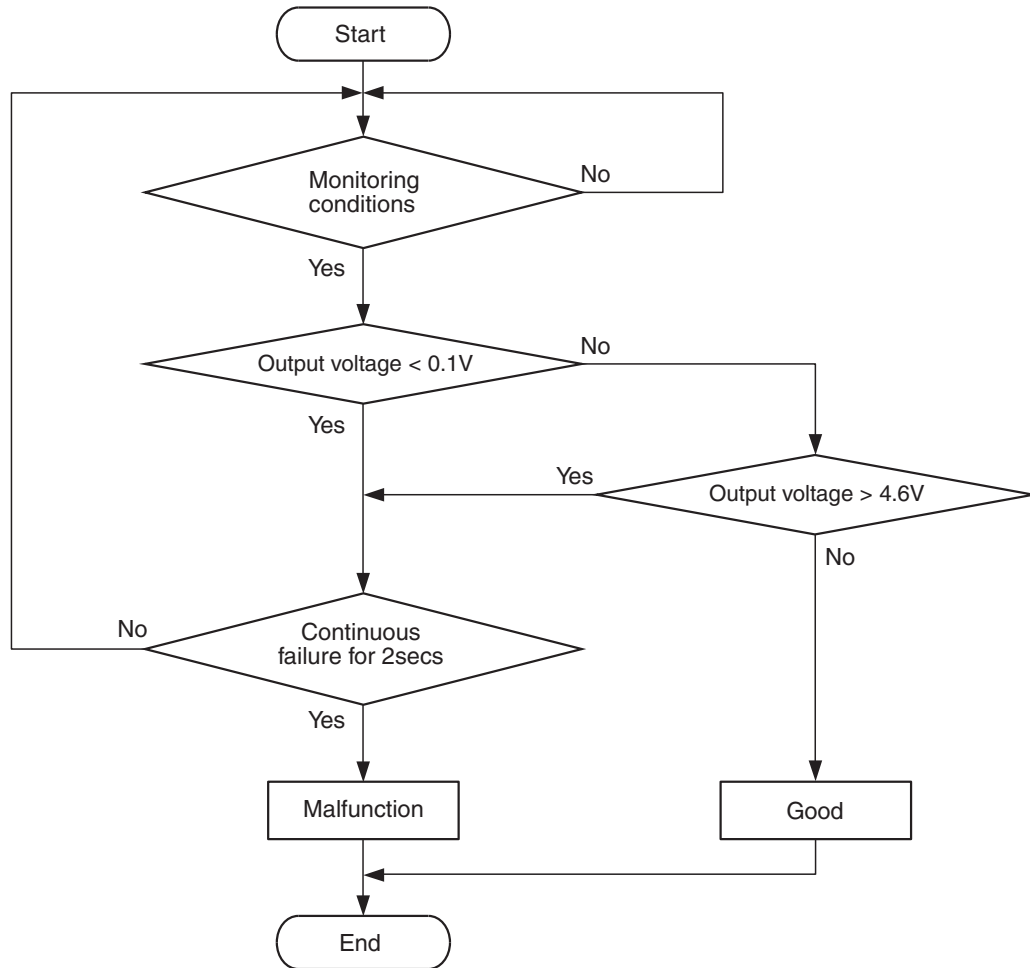 Start
Monitoring
conditions
No
Yes
Output voltage < 0.1V
No
Yes
Yes
Output voltage > 4.6V
No
No
Continuous
failure for 2secs
Yes
Malfunction
Good
End